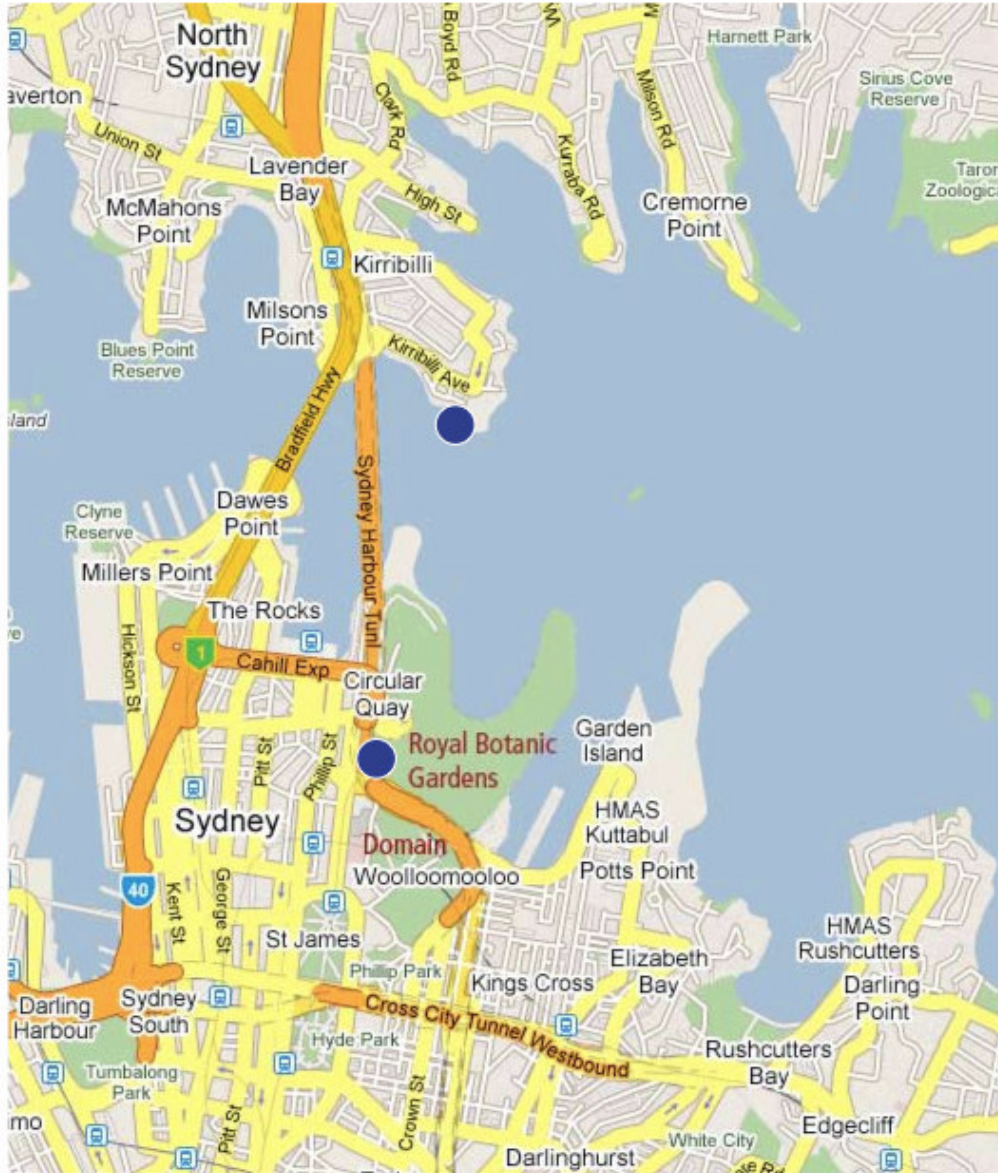 North
Sydney
Boyd Rd
Harnett Park
Sirius Cove
Reserve
averton
Union St
Clark Rd
Milson Rd
Kurraba Rd
Lavender
Bay
High St
McMahons
Point
Cremorne
Point
Taron
Zoologica
Kirribilli
Milsons
Point
Blues Point
Reserve
Kirribilli Ave
Bradfield Hwy
sland
Sydney Harbour Tunl
Dawes
Point
Clyne
Reserve
Millers Point
The Rocks
Hickson St
1
Cahill Exp
Circular
Quay
Garden
Island
Royal Botanic
Gardens
Pitt St
Phillip St
Sydney
HMAS
Kuttabul
Domain
Woolloomooloo
Potts Point
40
Kent St
George St
St James
HMAS
Rushcutters
Elizabeth
Bay
Phillip Park
Kings Cross
Darling
Point
Darling
Harbour
Sydney
South
Cross City Tunnel Westbound
Hyde Park
Rushcutters
Bay
Tumbalong
Park
Crown St
Pitt St
mo
Edgecliff
White City
Darlinghurst